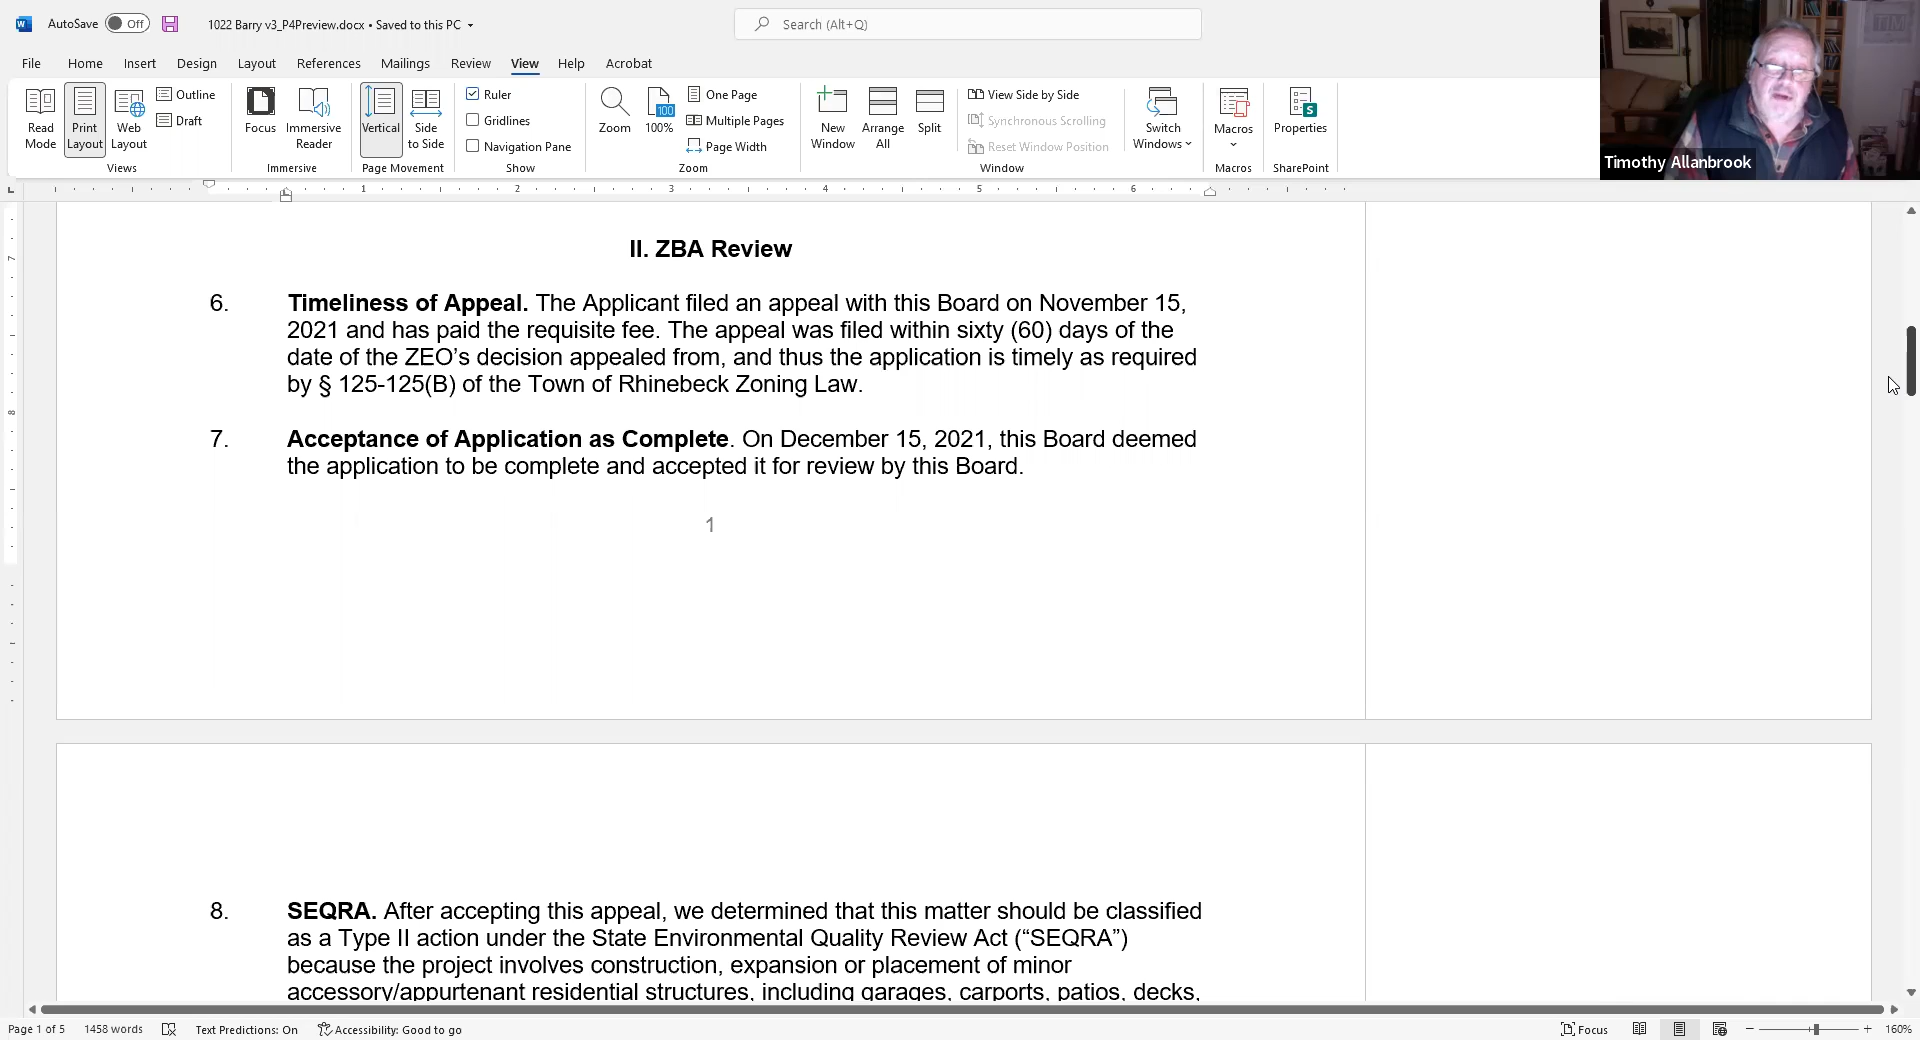 AutoSave Off 1022 Barry v3_P4Preview.docx • Saved to this PC Search (Alt+Q)
File Home Insert Design Layout References Mailings Review View Help Acrobat
Read Mode
Print Layout
Web Layout
Outline
Draft
Views
Focus
Immersive Reader
Immersive
Vertical
Side to Side
Page Movement
Ruler
Gridlines
Navigation Pane
Show
Zoom
100
100%
One Page
Multiple Pages
Page Width
Zoom
New Window
Arrange All
Split
View Side by Side
Synchronous Scrolling
Reset Window Position
Window
Switch Windows
Macros
Macros
S
Properties
SharePoint
TIM
Timothy Allanbrook
1 2 3 4 5 6
7
8
II. ZBA Review
6. Timeliness of Appeal. The Applicant filed an appeal with this Board on November 15,
2021 and has paid the requisite fee. The appeal was filed within sixty (60) days of the
date of the ZEO’s decision appealed from, and thus the application is timely as required
by § 125-125(B) of the Town of Rhinebeck Zoning Law.
7. Acceptance of Application as Complete. On December 15, 2021, this Board deemed
the application to be complete and accepted it for review by this Board.
1
8. SEQRA. After accepting this appeal, we determined that this matter should be classified
as a Type II action under the State Environmental Quality Review Act (“SEQRA”)
because the project involves construction, expansion or placement of minor
accessory/appurtenant residential structures, including garages, carports, patios, decks,
Page 1 of 5 1458 words Text Predictions: On Accessibility: Good to go Focus 160%